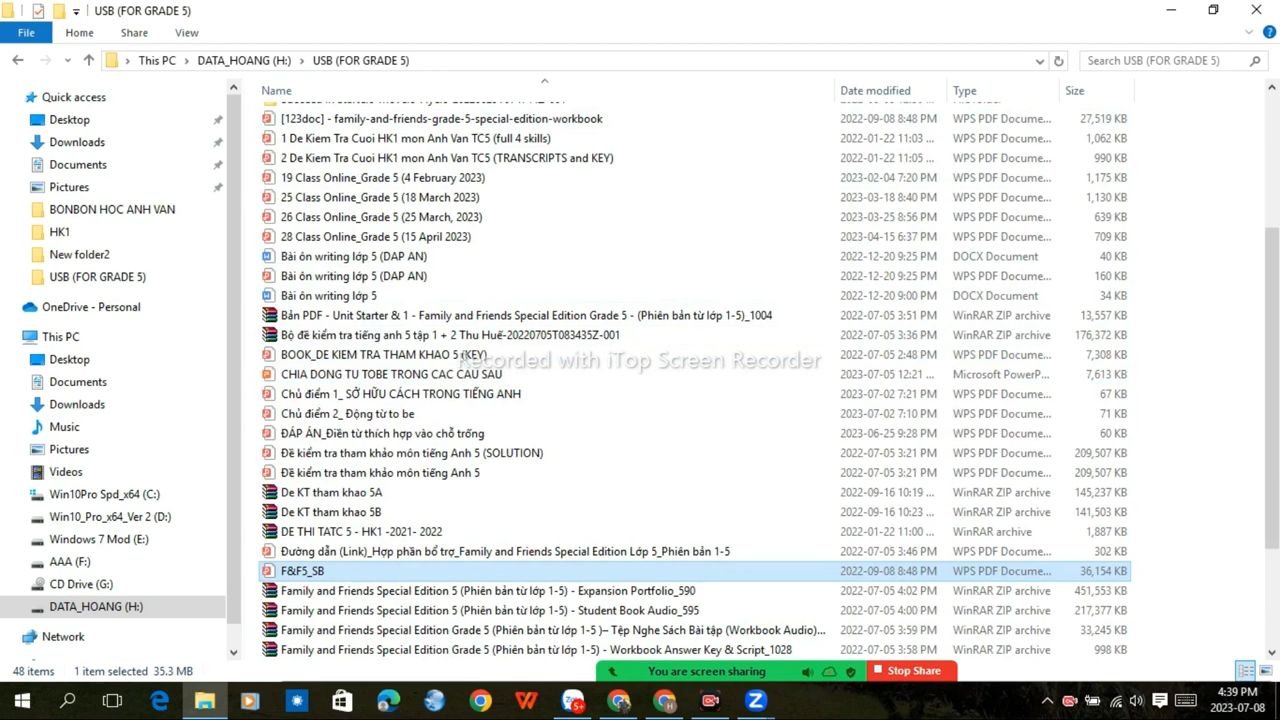 USB (FOR GRADE 5)
File Home Share View
This PC DATA_HOANG (H:) USB (FOR GRADE 5)
Search USB (FOR GRADE 5)
Name Date modified Type Size
Quick access
Desktop
Downloads
Documents
Pictures
BONBON HOC ANH VAN
HK1
New folder2
USB (FOR GRADE 5)
OneDrive - Personal
This PC
Desktop
Documents
Downloads
Music
Pictures
Videos
Win10Pro Spd_x64 (C:)
Win10_Pro_x64_Ver 2 (D:)
Windows 7 Mod (E:)
AAA (F:)
CD Drive (G:)
DATA_HOANG (H:)
Network
[123doc] - family-and-friends-grade-5-special-edition-workbook 2022-09-08 8:48 PM WPS PDF Docume... 27,519 KB
1 De Kiem Tra Cuoi HK1 mon Anh Van TC5 (full 4 skills) 2022-01-22 11:03 ... WPS PDF Docume... 1,062 KB
2 De Kiem Tra Cuoi HK1 mon Anh Van TC5 (TRANSCRIPTS and KEY) 2022-01-22 11:05 ... WPS PDF Docume... 990 KB
19 Class Online_Grade 5 (4 February 2023) 2023-02-04 7:20 PM WPS PDF Docume... 1,175 KB
25 Class Online_Grade 5 (18 March 2023) 2023-03-18 8:40 PM WPS PDF Docume... 1,130 KB
26 Class Online_Grade 5 (25 March, 2023) 2023-03-25 8:56 PM WPS PDF Docume... 639 KB
28 Class Online_Grade 5 (15 April 2023) 2023-04-15 6:37 PM WPS PDF Docume... 709 KB
Bài ôn writing lớp 5 (DAP AN) 2022-12-20 9:25 PM DOCX Document 40 KB
Bài ôn writing lớp 5 (DAP AN) 2022-12-20 9:25 PM WPS PDF Docume... 160 KB
Bài ôn writing lớp 5 2022-12-20 9:00 PM DOCX Document 34 KB
Bản PDF - Unit Starter & 1 - Family and Friends Special Edition Grade 5 - (Phiên bản từ lớp 1-5)_1004 2022-07-05 3:51 PM WinRAR ZIP archive 13,557 KB
Bộ đề kiểm tra tiếng anh 5 tập 1 + 2 Thu Huế-20220705T083435Z-001 2022-07-05 3:36 PM WinRAR ZIP archive 176,372 KB
BOOK_DE KIEM TRA THAM KHAO 5 (KEY) 2022-07-05 2:48 PM WPS PDF Docume... 7,308 KB
Recorded with iTop Screen Recorder
CHIA DONG TU TOBE TRONG CAC CAU SAU 2023-07-05 12:21 ... Microsoft PowerP... 7,613 KB
Chủ điểm 1_ SỞ HỮU CÁCH TRONG TIẾNG ANH 2023-07-02 7:21 PM WPS PDF Docume... 67 KB
Chủ điểm 2_ Động từ to be 2023-07-02 7:10 PM WPS PDF Docume... 71 KB
ĐÁP ÁN_Điền từ thích hợp vào chỗ trống 2023-06-25 9:28 PM WPS PDF Docume... 60 KB
Đề kiểm tra tham khảo môn tiếng Anh 5 (SOLUTION) 2022-07-05 3:21 PM WPS PDF Docume... 209,507 KB
Đề kiểm tra tham khảo môn tiếng Anh 5 2022-07-05 3:21 PM WPS PDF Docume... 209,507 KB
De KT tham khao 5A 2022-09-16 10:19 ... WinRAR ZIP archive 145,237 KB
De KT tham khao 5B 2022-09-16 10:23 ... WinRAR ZIP archive 141,503 KB
DE THI TATC 5 - HK1 -2021- 2022 2022-01-22 11:00 ... WinRAR archive 1,887 KB
Đường dẫn (Link)_Hợp phần bổ trợ_Family and Friends Special Edition Lớp 5_Phiên bản 1-5 2022-07-05 3:46 PM WPS PDF Docume... 302 KB
F&F5_SB 2022-09-08 8:48 PM WPS PDF Docume... 36,154 KB
Family and Friends Special Edition 5 (Phiên bản từ lớp 1-5) - Expansion Portfolio_590 2022-07-05 4:02 PM WinRAR ZIP archive 451,553 KB
Family and Friends Special Edition 5 (Phiên bản từ lớp 1-5) - Student Book Audio_595 2022-07-05 4:00 PM WinRAR ZIP archive 217,377 KB
Family and Friends Special Edition Grade 5 (Phiên bản từ lớp 1-5 )– Tệp Nghe Sách Bài tập (Workbook Audio)... 2022-07-05 3:59 PM WinRAR ZIP archive 33,245 KB
Family and Friends Special Edition Grade 5 (Phiên bản từ lớp 1-5) - Workbook Answer Key & Script_1028 2022-07-05 3:49 PM WinRAR ZIP archive 998 KB
48 items 1 item selected 35.3 MB
You are screen sharing Stop Share
4:39 PM
2023-07-08